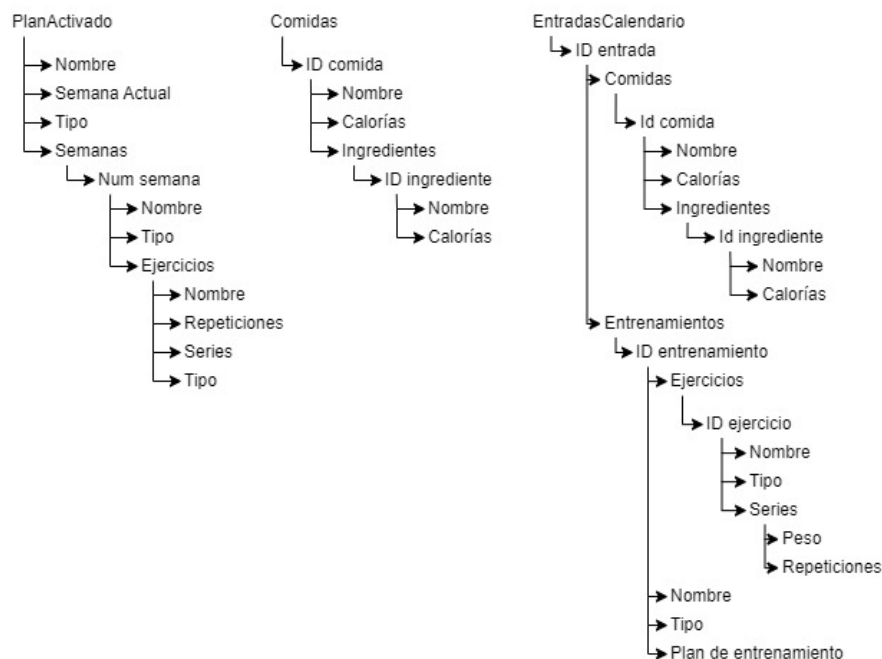 PlanActivado
Nombre
Semana Actual
Tipo
Semanas
Num semana
Nombre
Tipo
Ejercicios
Nombre
Repeticiones
Series
Tipo
Comidas
ID comida
Nombre
Calorías
Ingredientes
ID ingrediente
Nombre
Calorías
EntradasCalendario
ID entrada
Comidas
Id comida
Nombre
Calorías
Ingredientes
Id ingrediente
Nombre
Calorías
Entrenamientos
ID entrenamiento
Ejercicios
ID ejercicio
Nombre
Tipo
Series
Peso
Repeticiones
Nombre
Tipo
Plan de entrenamiento